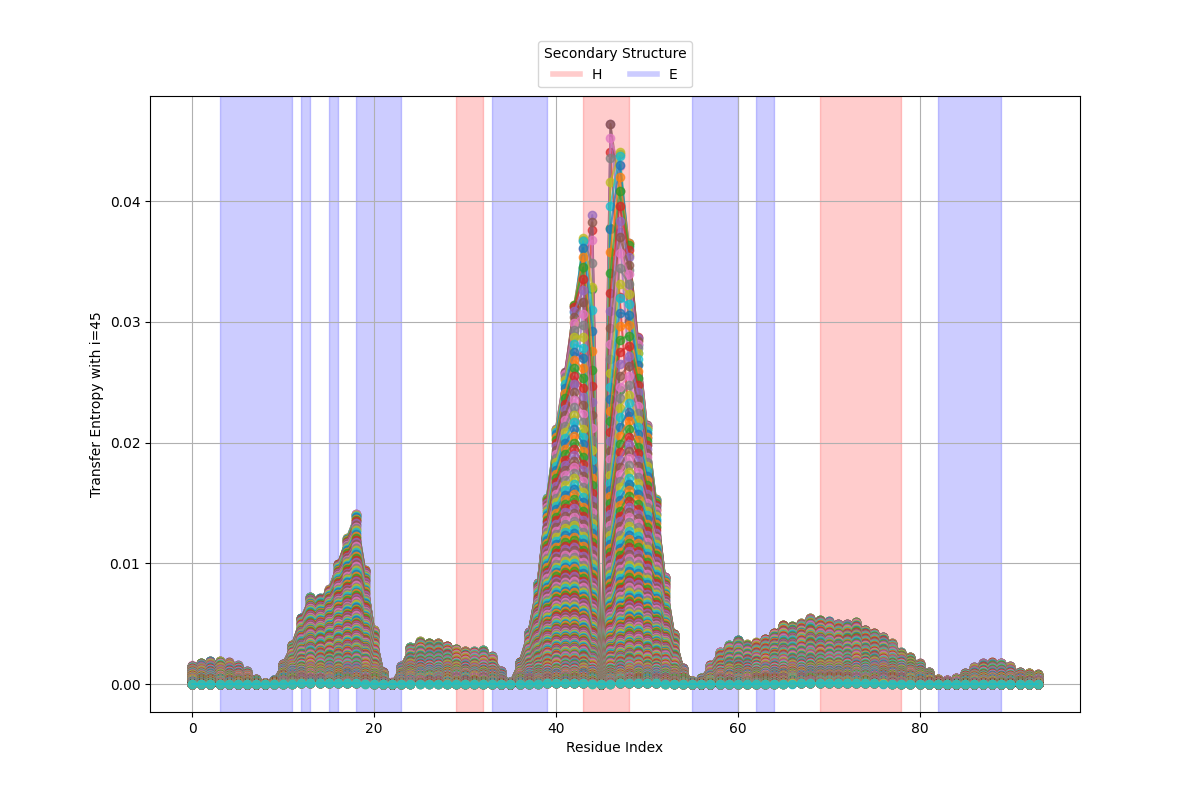 Secondary Structure
H E
0.04
0.03
0.02
0.01
0.00
Transfer Entropy with i=45
0 20 40 60 80
Residue Index